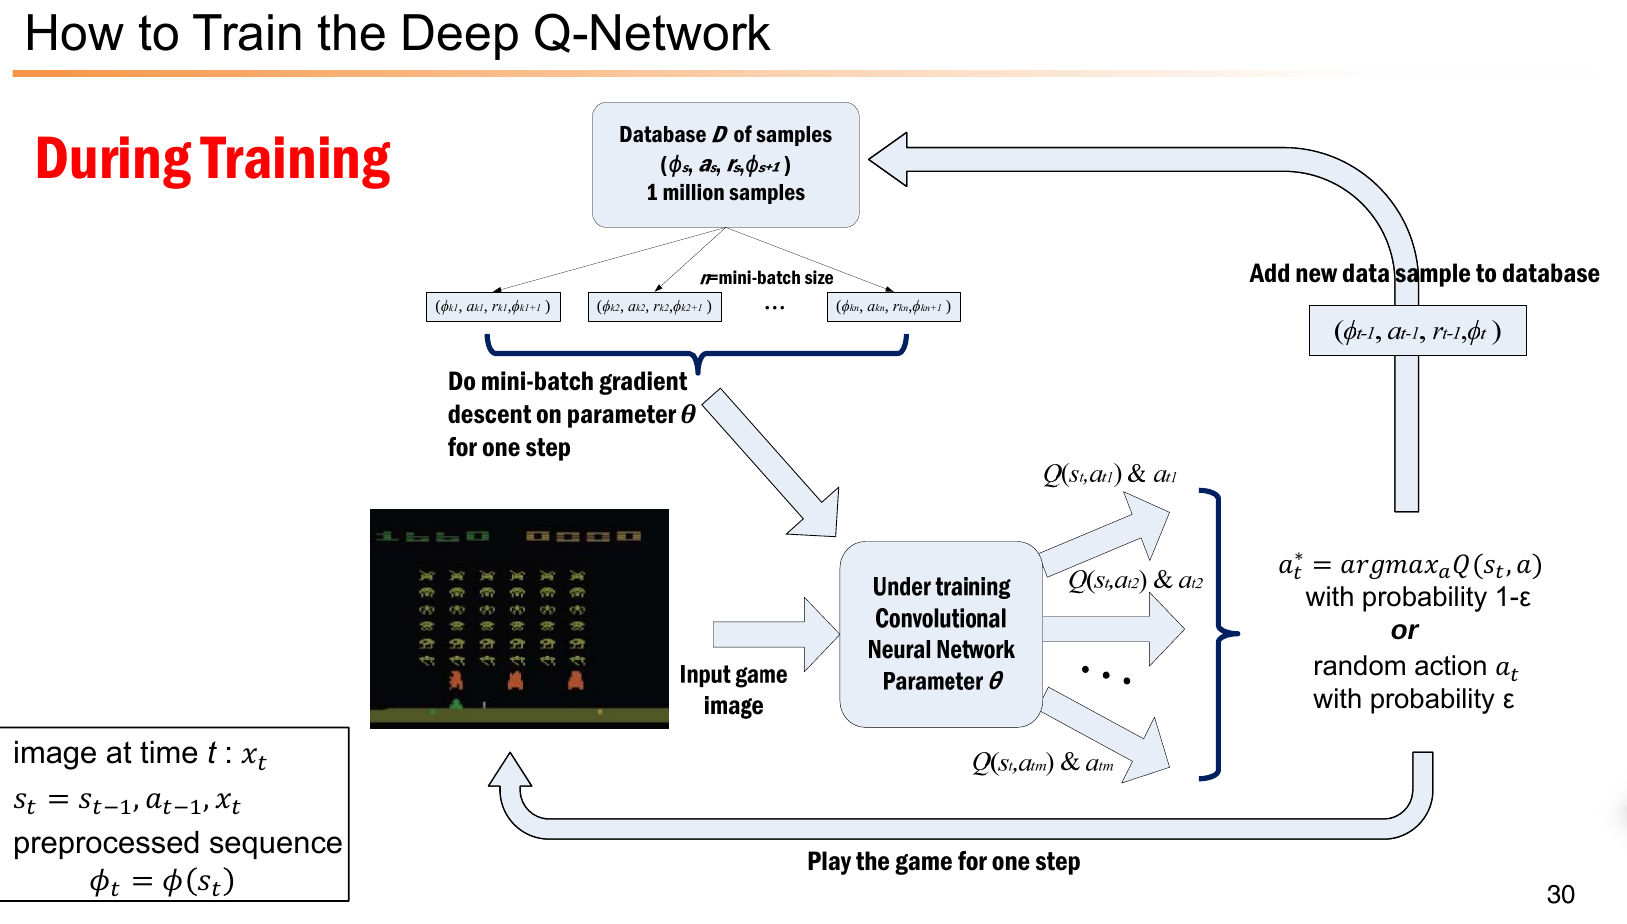 How to Train the Deep Q-Network
During Training
Database D of samples
(ϕs, as, rs,ϕs+1 )
1 million samples
n=mini-batch size
(ϕk1, ak1, rk1,ϕk1+1 )
(ϕk2, ak2, rk2,ϕk2+1 )
...
(ϕkn, akn, rkn,ϕkn+1 )
Do mini-batch gradient
descent on parameter θ
for one step
Add new data sample to database
(ϕt-1, at-1, rt-1,ϕt )
1660 0000
Input game
image
Under training
Convolutional
Neural Network
Parameter θ
Q(st,at1) & at1
Q(st,at2) & at2
...
Q(st,atm) & atm
a*t = argmaxaQ(st, a)
with probability 1-ε
or
random action at
with probability ε
Play the game for one step
image at time t : xt
st = st−1, at−1, xt
preprocessed sequence
ϕt = ϕ(st)
30